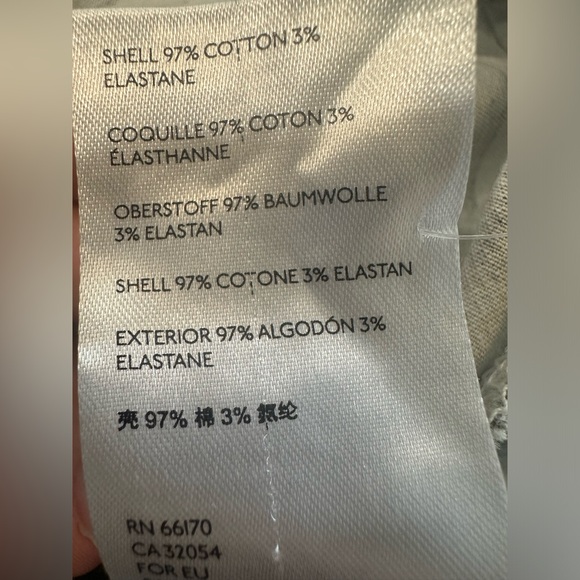 SHELL 97% COTTON 3%
ELASTANE
COQUILLE 97% COTON 3%
ÉLASTHANNE
OBERSTOFF 97% BAUMWOLLE
3% ELASTAN
SHELL 97% COTONE 3% ELASTAN
EXTERIOR 97% ALGODÓN 3%
ELASTANE
壳 97% 棉 3% 氨纶
RN 66170
CA 32054
FOR EU